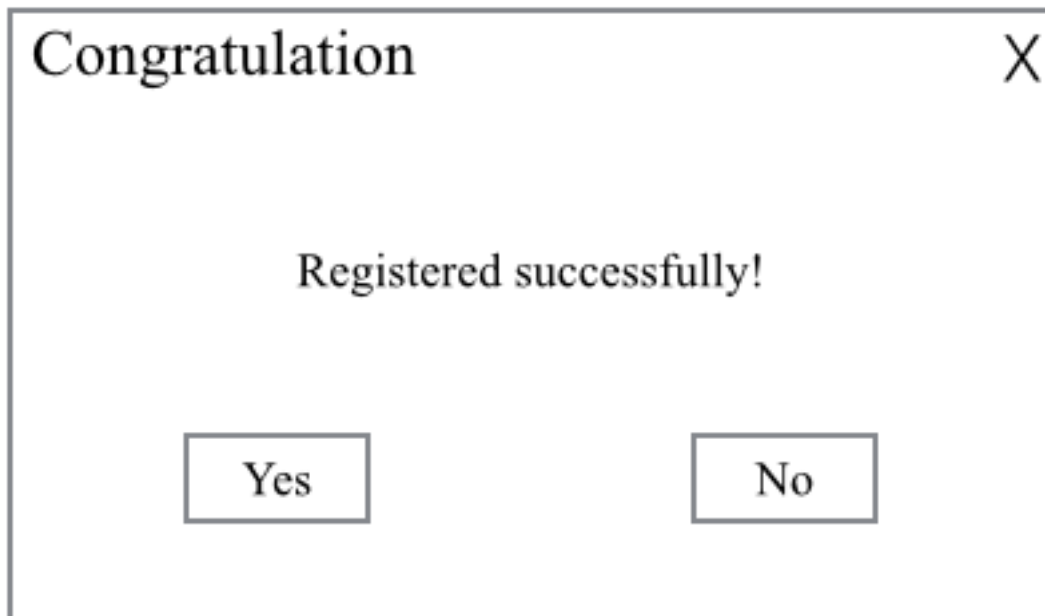 Congratulation X
Registered successfully!
Yes No